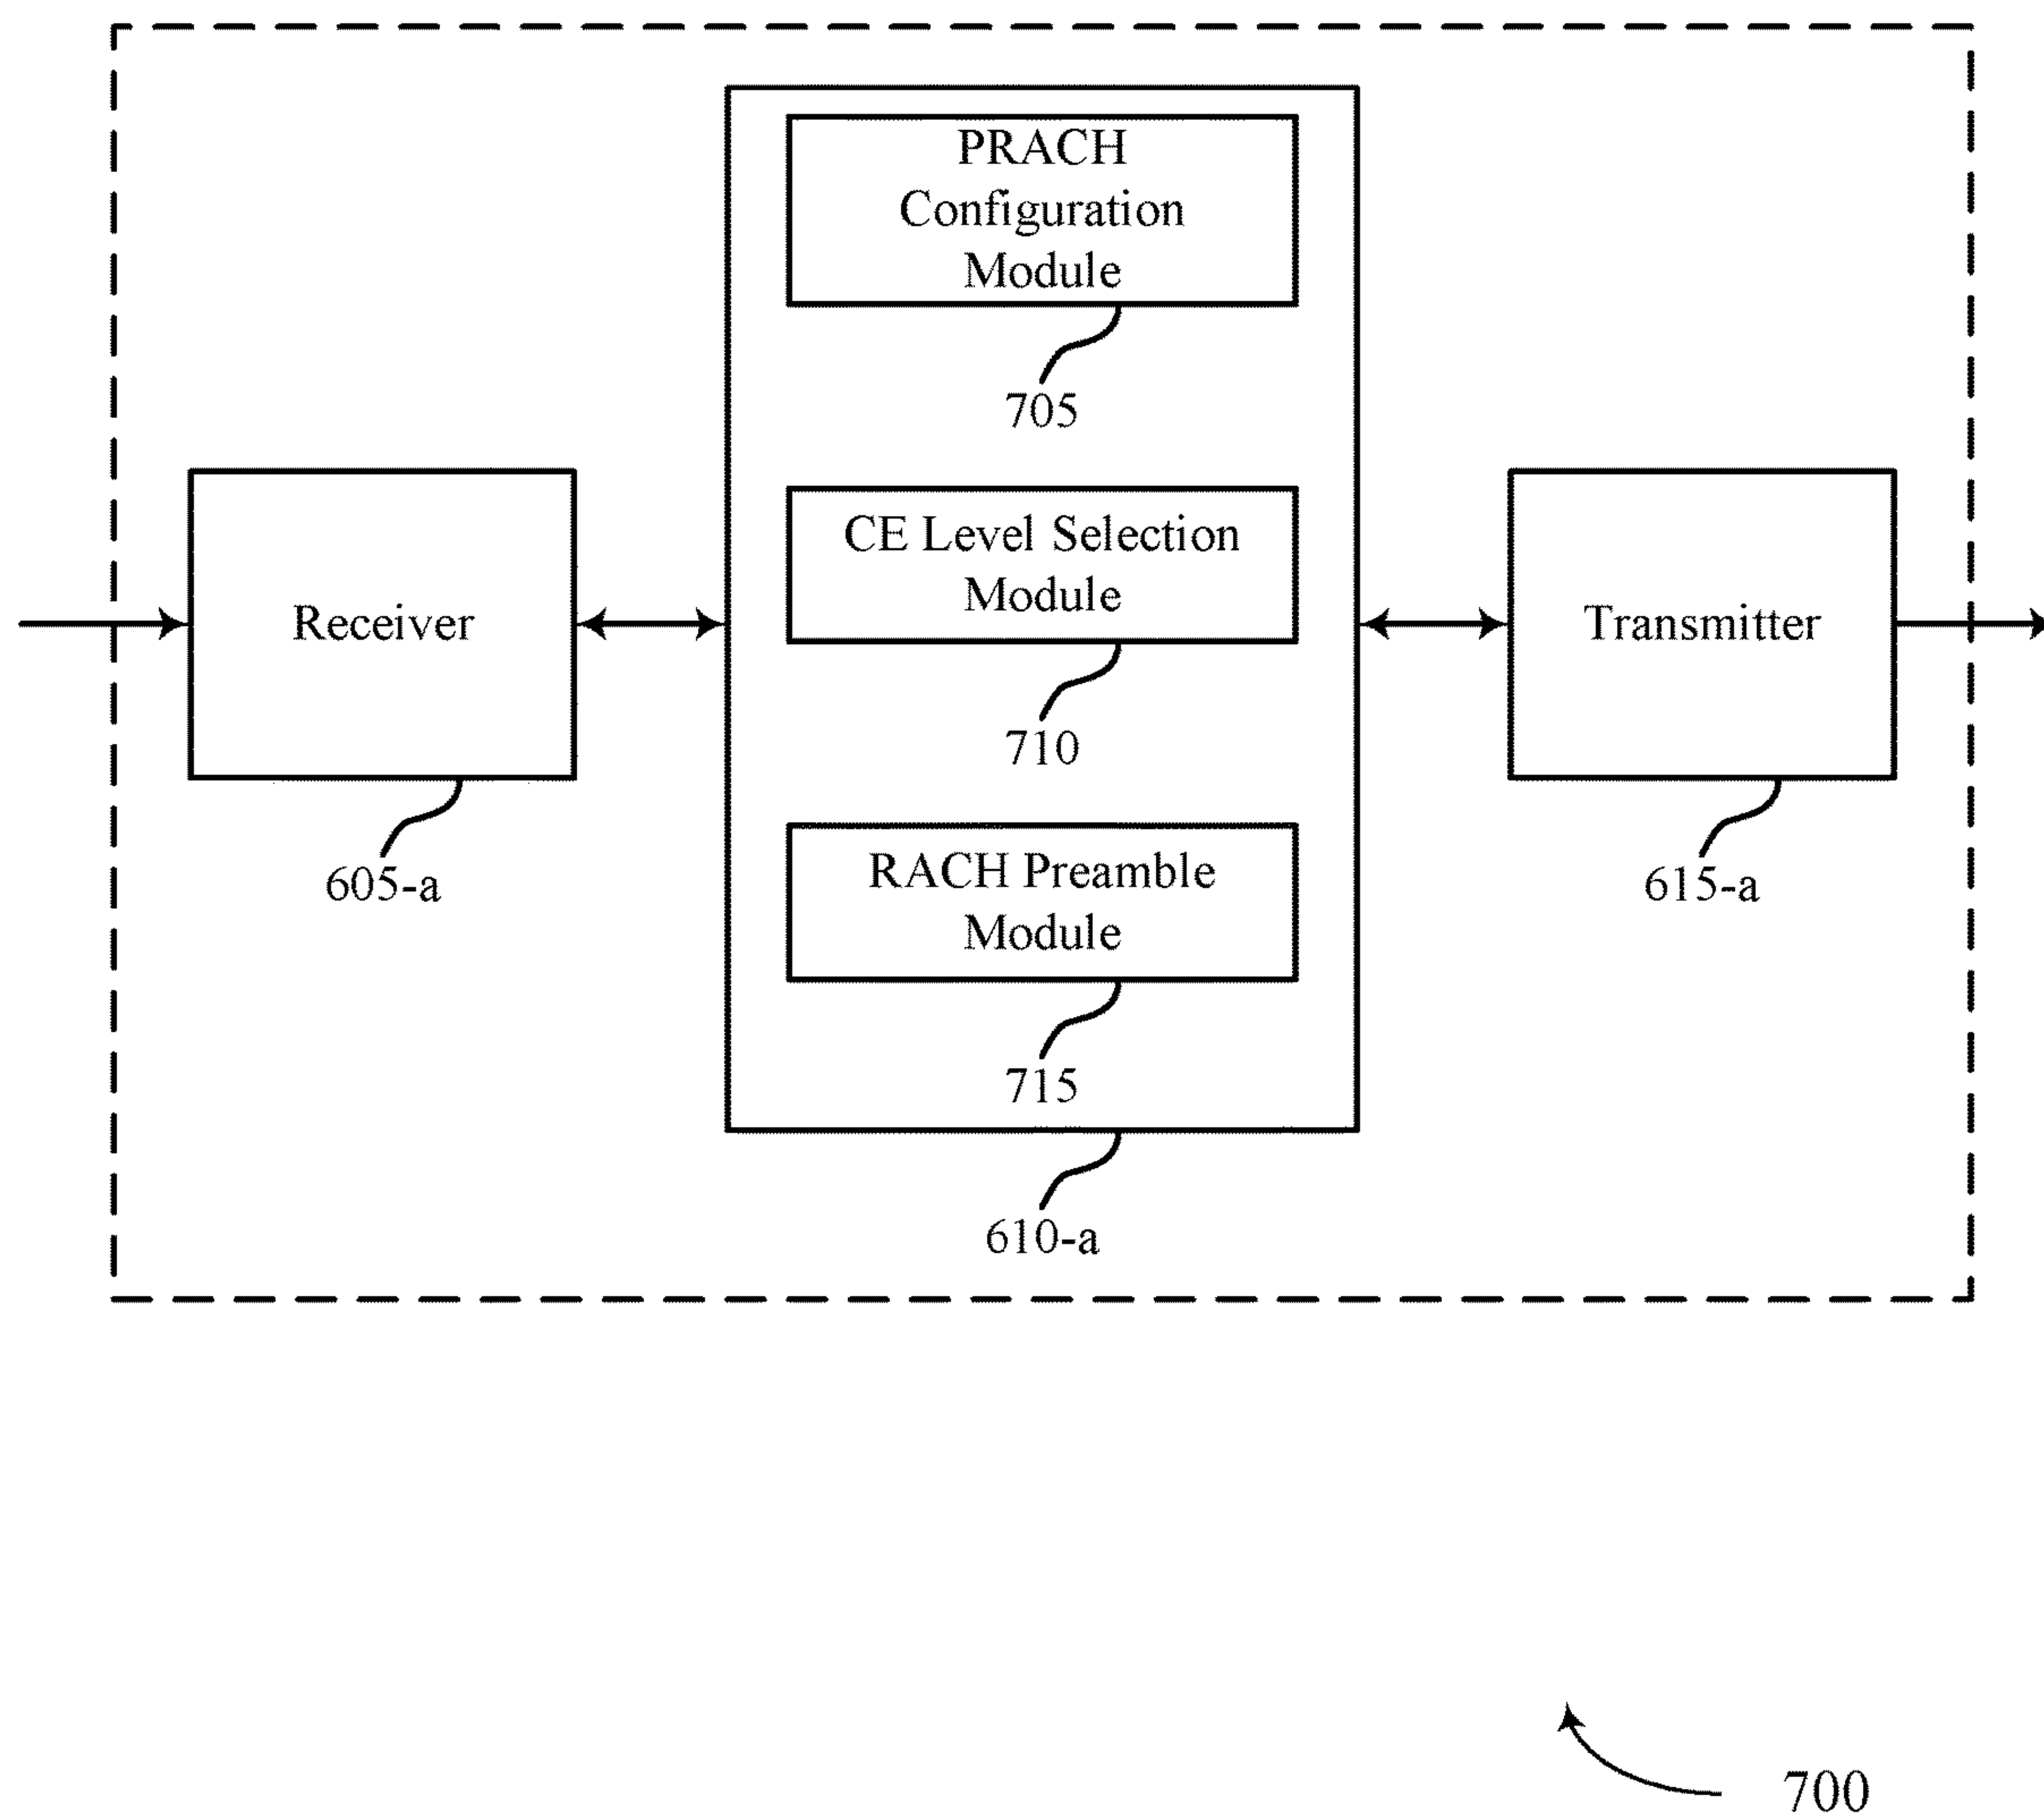 PRACH
Configuration
Module
705
CE Level Selection
Module
710
Receiver
Transmitter
605-a
615-a
RACH Preamble
Module
715
610-a
700